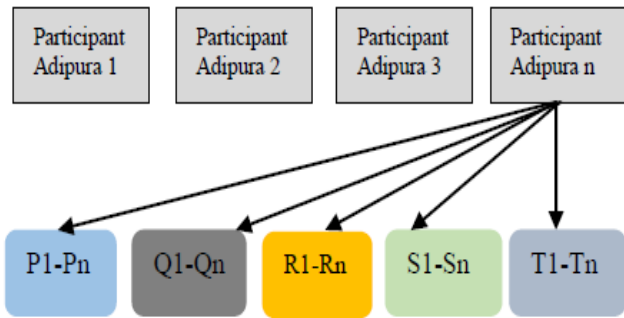 Participant
Adipura 1
Participant
Adipura 2
Participant
Adipura 3
Participant
Adipura n
P1-Pn
Q1-Qn
R1-Rn
S1-Sn
T1-Tn